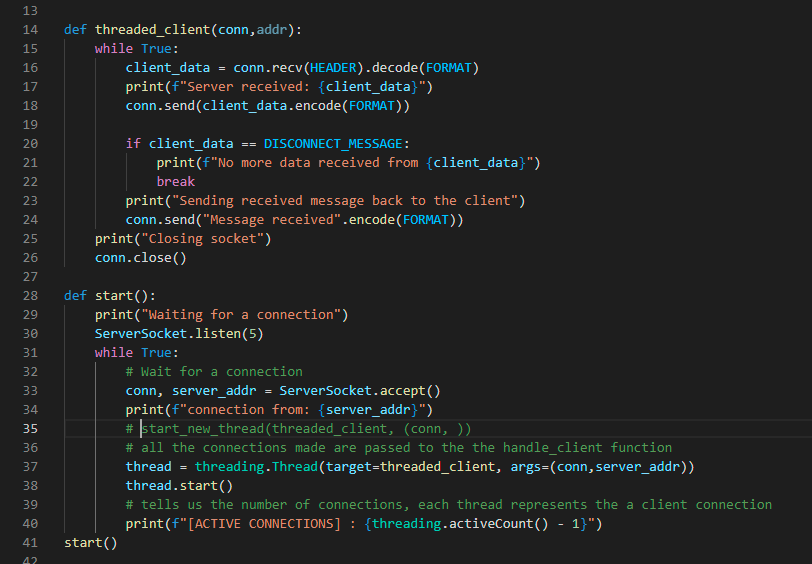 13
14 def threaded_client(conn,addr):
15     while True:
16         client_data = conn.recv(HEADER).decode(FORMAT)
17         print(f"Server received: {client_data}")
18         conn.send(client_data.encode(FORMAT))
19
20         if client_data == DISCONNECT_MESSAGE:
21             print(f"No more data received from {client_data}")
22             break
23         print("Sending received message back to the client")
24         conn.send("Message received".encode(FORMAT))
25     print("Closing socket")
26     conn.close()
27
28 def start():
29     print("Waiting for a connection")
30     ServerSocket.listen(5)
31     while True:
32         # Wait for a connection
33         conn, server_addr = ServerSocket.accept()
34         print(f"connection from: {server_addr}")
35         # start_new_thread(threaded_client, (conn, ))
36         # all the connections made are passed to the the handle_client function
37         thread = threading.Thread(target=threaded_client, args=(conn,server_addr))
38         thread.start()
39         # tells us the number of connections, each thread represents the a client connection
40         print(f"[ACTIVE CONNECTIONS] : {threading.activeCount() - 1}")
41 start()
42